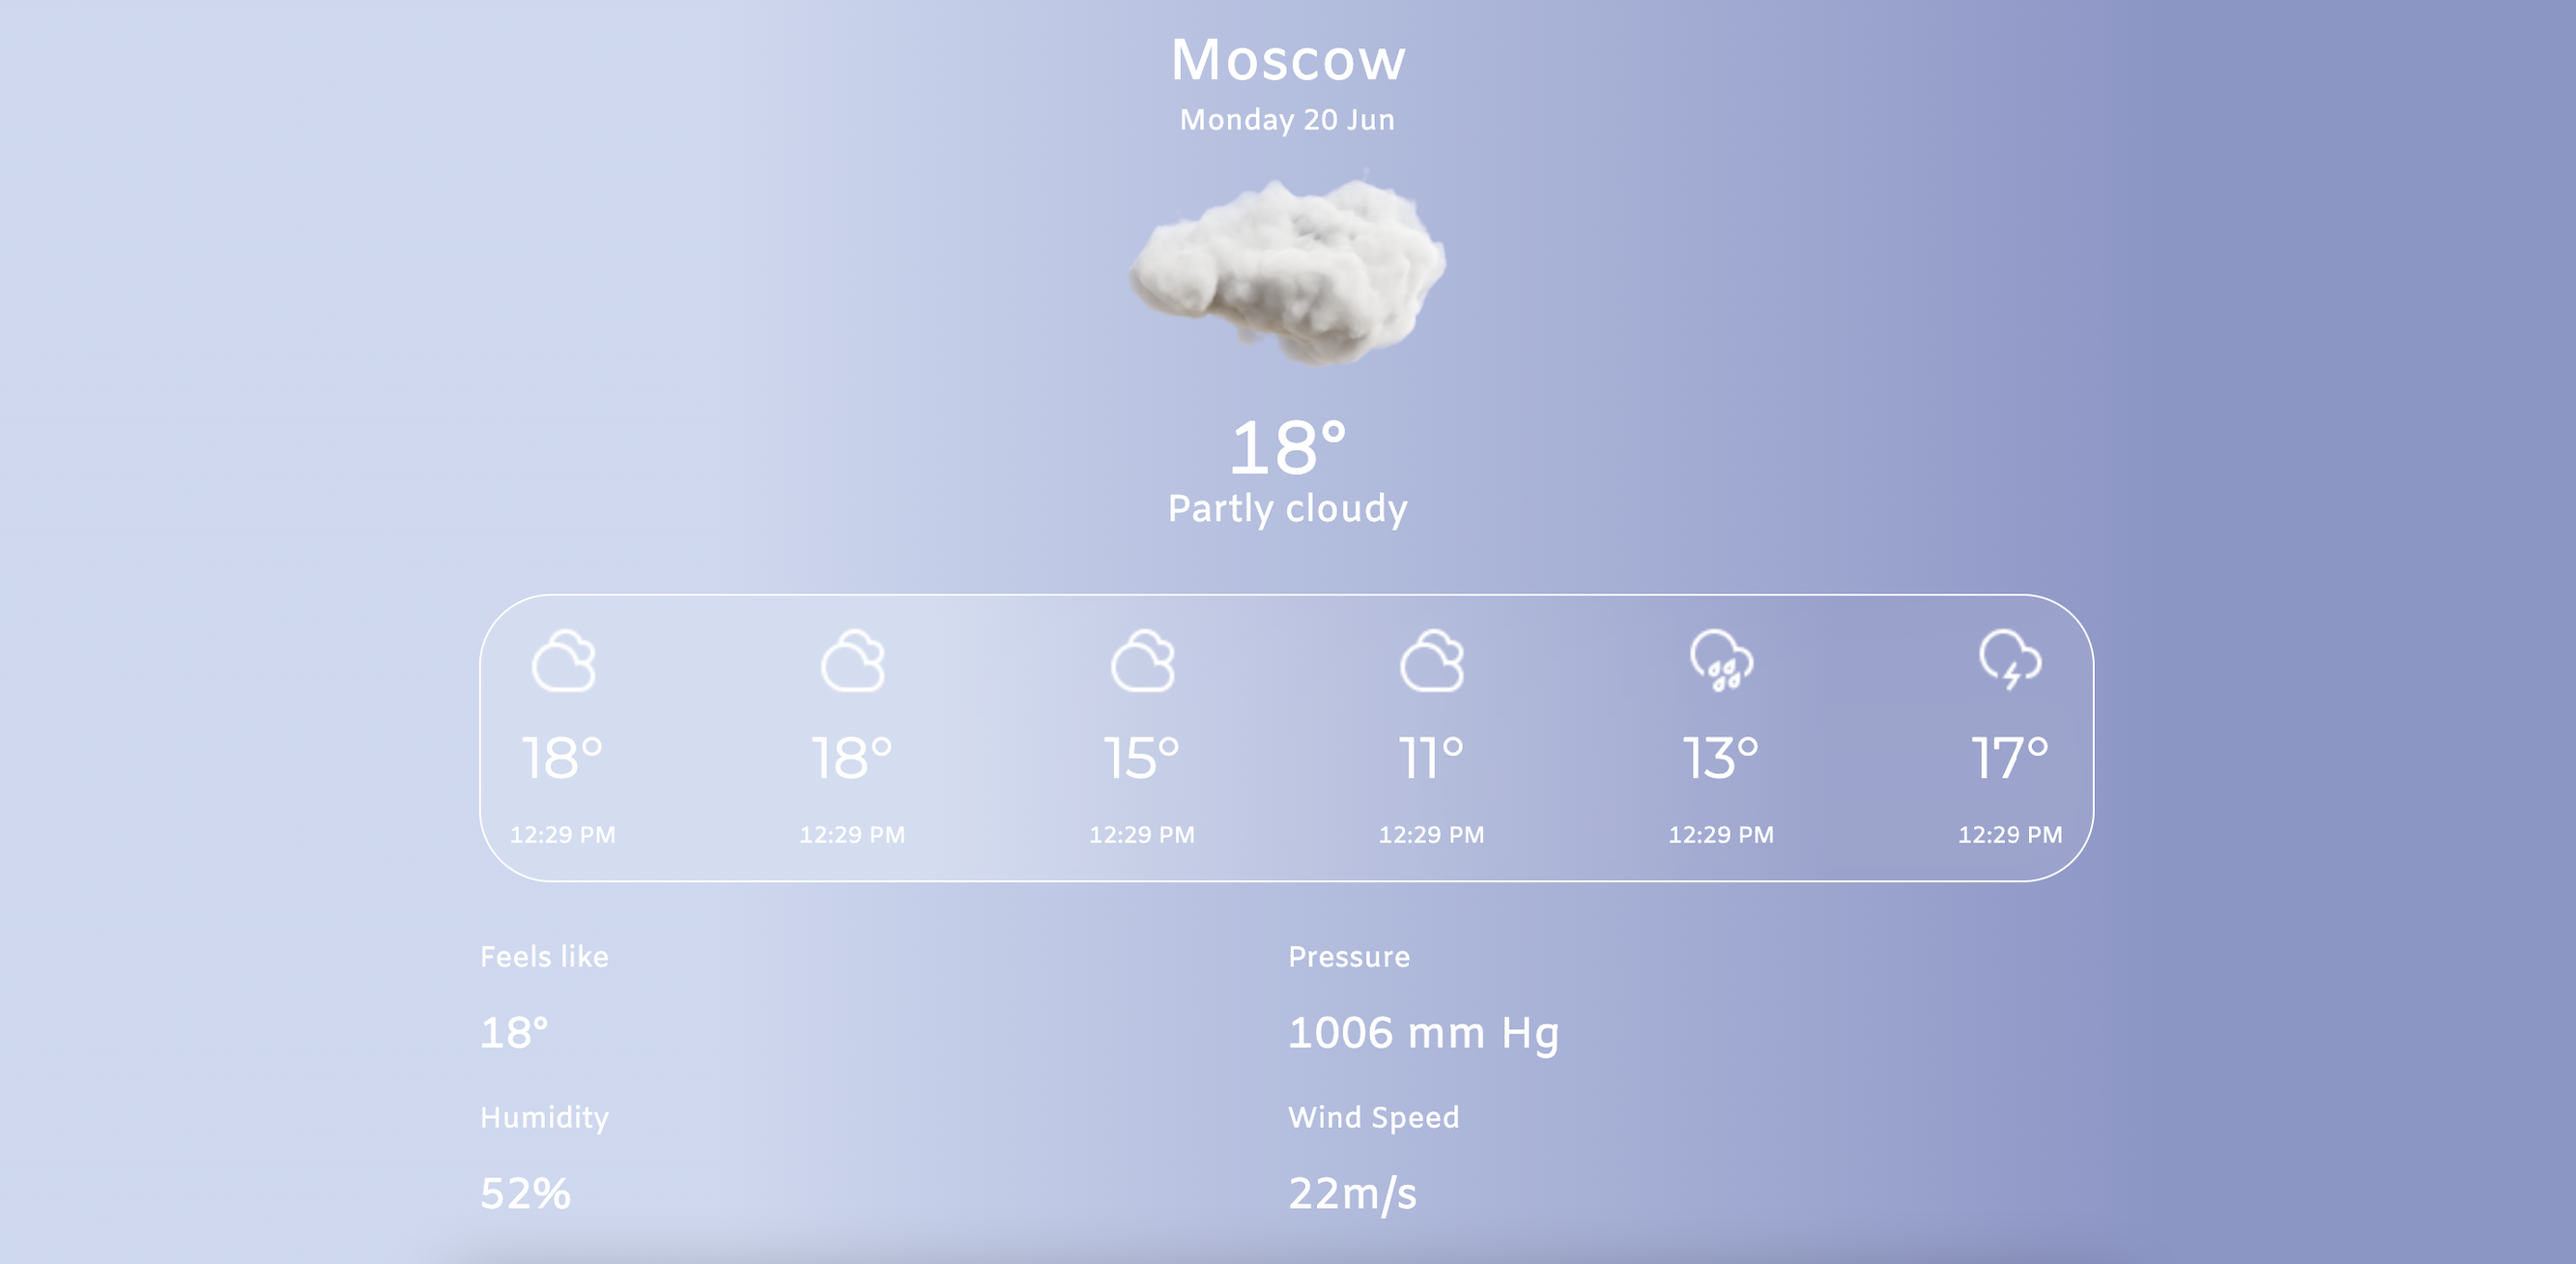 Moscow
Monday 20 Jun
18°
Partly cloudy
18° 18° 15° 11° 13° 17°
12:29 PM 12:29 PM 12:29 PM 12:29 PM 12:29 PM 12:29 PM
Feels like Pressure
18° 1006 mm Hg
Humidity Wind Speed
52% 22m/s